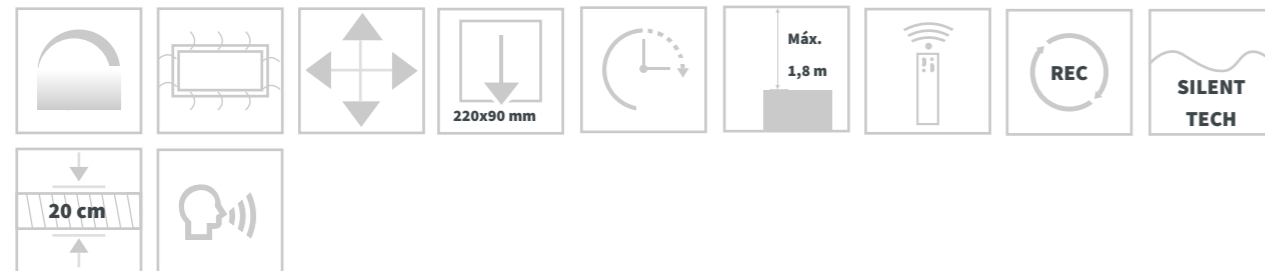 220x90 mm
Máx.
1,8 m
REC
SILENT
TECH
20 cm